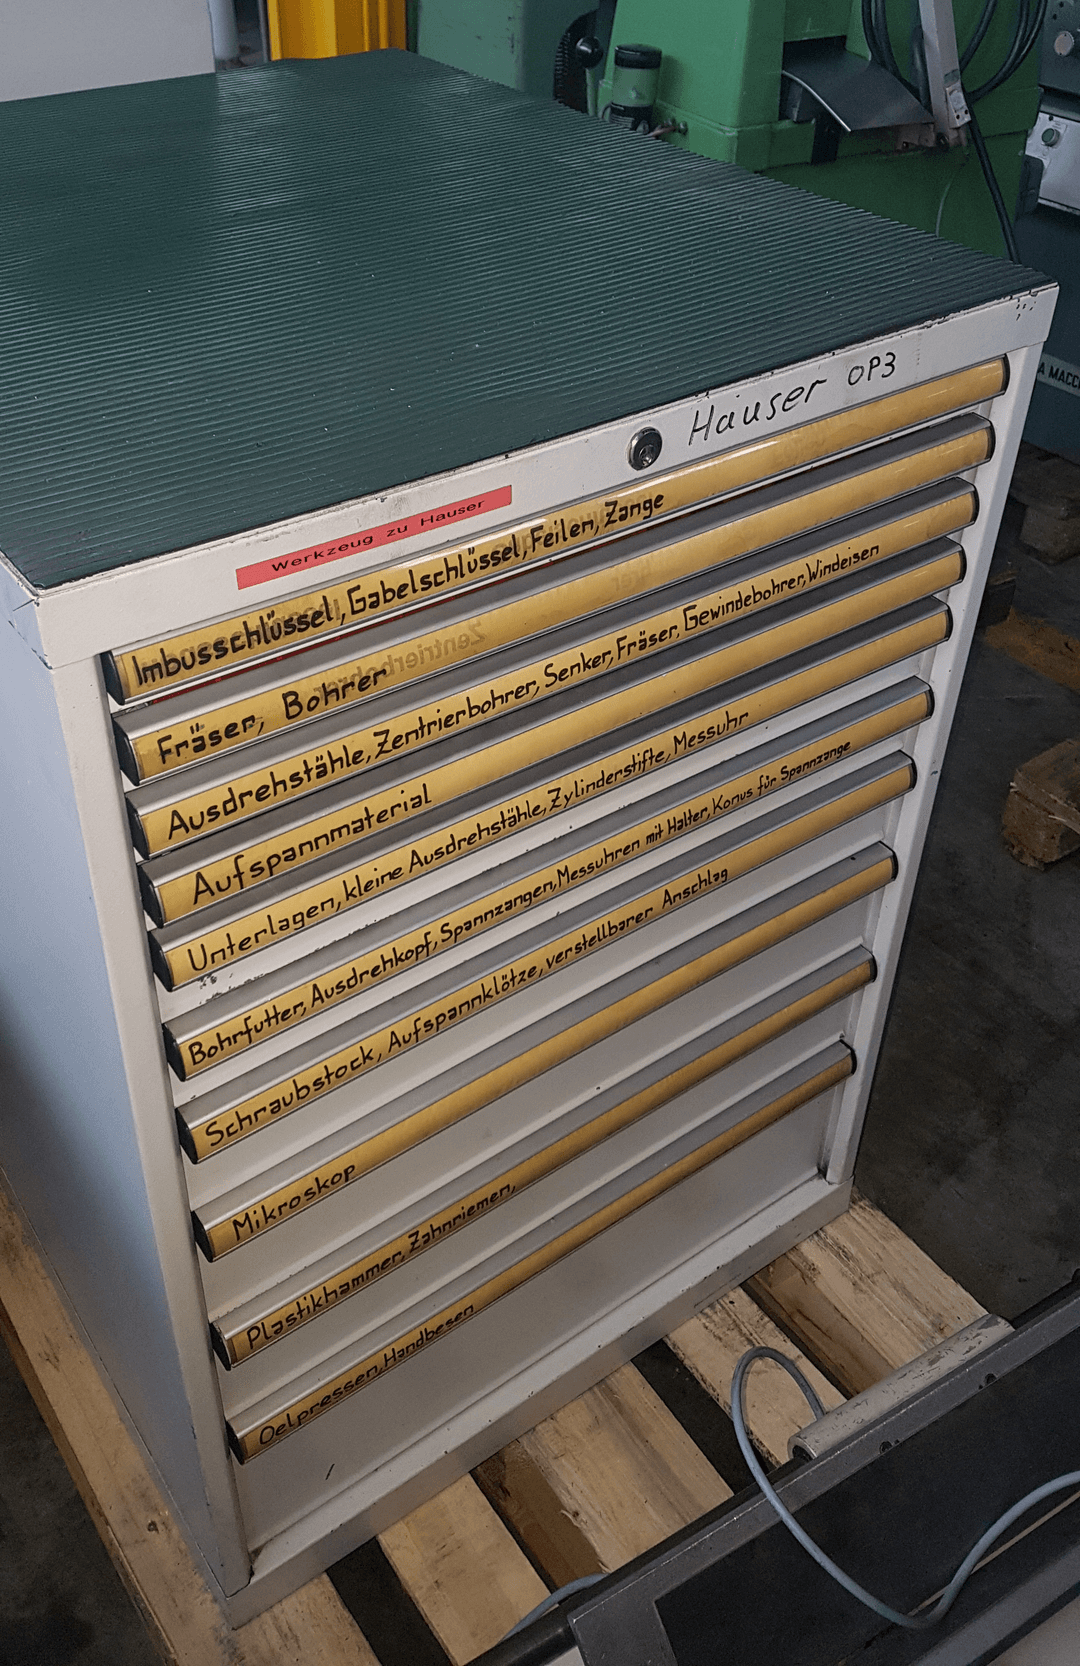 Hauser OP3
Werkzeug zu Hauser
Imbusschlüssel, Gabelschlüssel, Feilen, Zange
Fräser, Bohrer
Zentrierbohrer
Ausdrehstähle, Zentrierbohrer, Senker, Fräser, Gewindebohrer, Windeisen
Aufspannmaterial
Unterlagen, kleine Ausdrehstähle, Zylinderstifte, Messuhr
Bohrfutter, Ausdrehkopf, Spannzangen, Messuhren mit Halter, Konus für Spannzange
Schraubstock, Aufspannklötze, verstellbarer Anschlag
Mikroskop
Plastikhammer, Zahnriemen,
Oelpressen, Handbesen